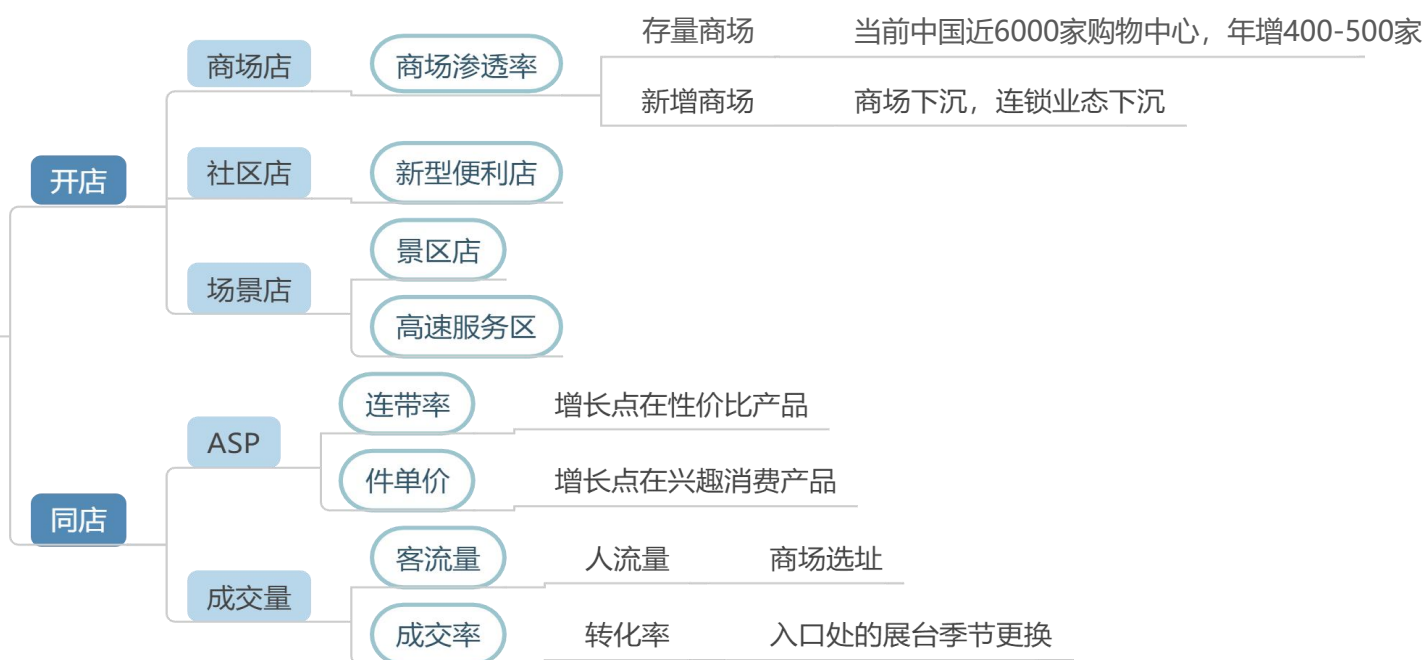 存量商场 当前中国近6000家购物中心，年增400-500家
商场店 商场渗透率
新增商场 商场下沉，连锁业态下沉
开店 社区店 新型便利店
景区店
场景店
高速服务区
连带率 增长点在性价比产品
ASP
件单价 增长点在兴趣消费产品
同店
客流量 人流量 商场选址
成交量
成交率 转化率 入口处的展台季节更换